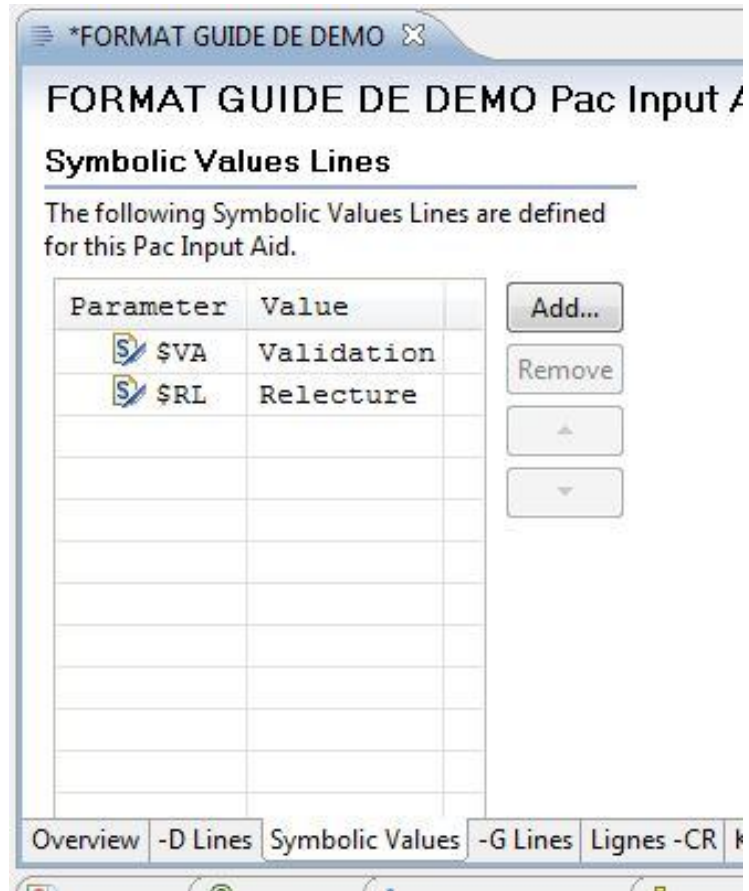 *FORMAT GUIDE DE DEMO
FORMAT GUIDE DE DEMO Pac Input
Symbolic Values Lines
The following Symbolic Values Lines are defined
for this Pac Input Aid.
Parameter Value
$VA Validation
$RL Relecture
Add...
Remove
Overview -D Lines Symbolic Values -G Lines Lignes -CR